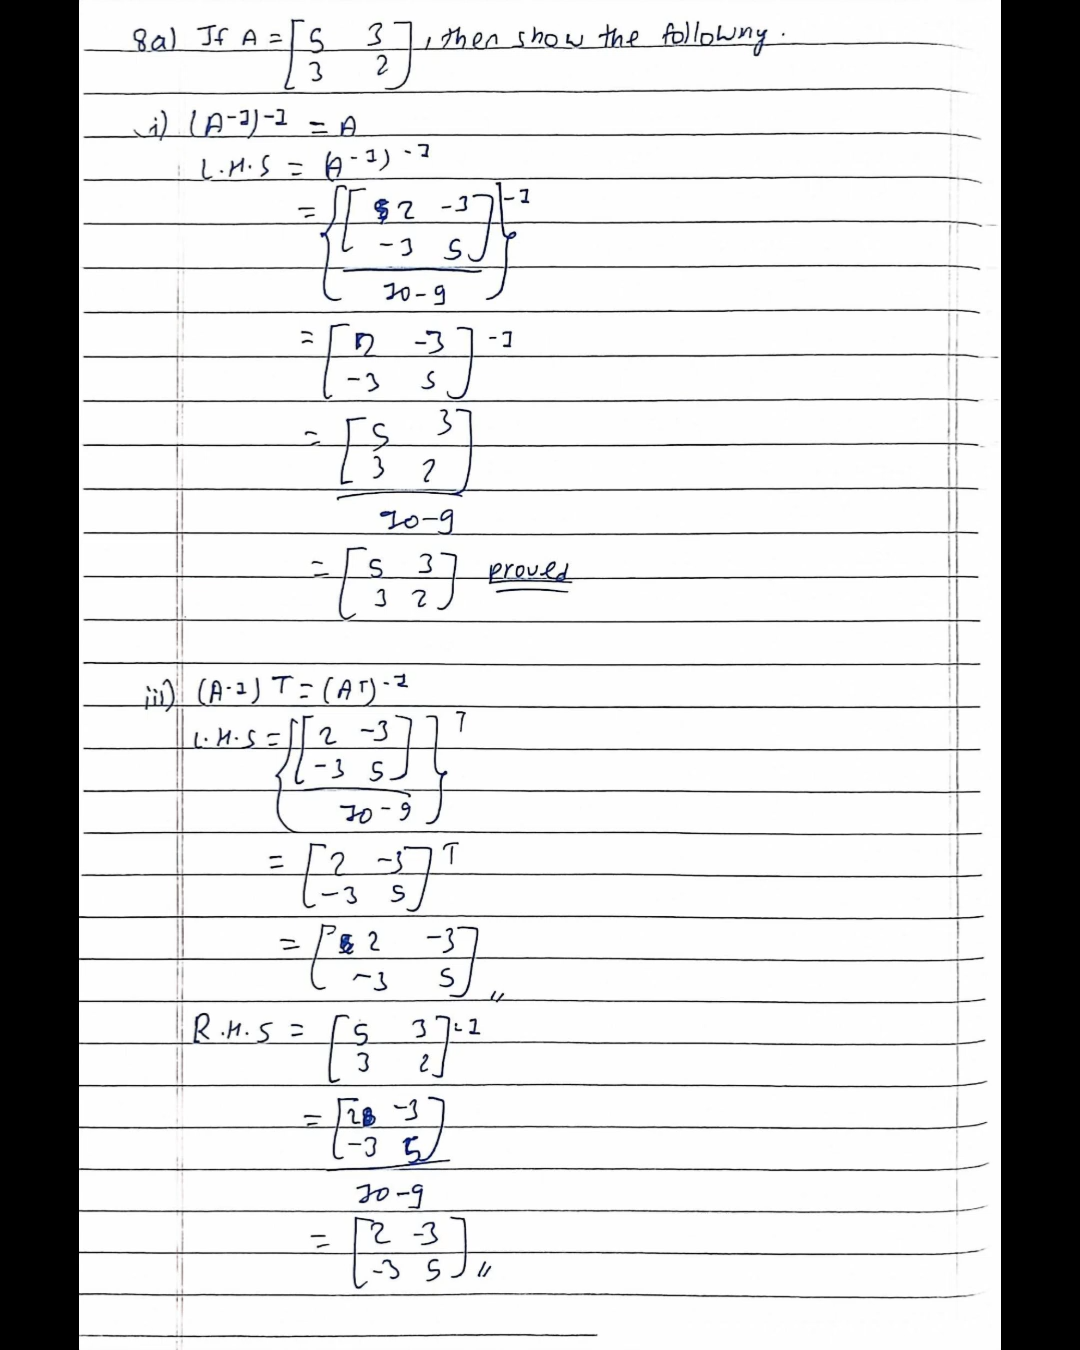 8a) If A = [ 5 3 ], then show the following.
3 2
i) (A-1)-1 = A
L.H.S = (A-1)-1
= { [ 2 -3 ] }-1
-3 5
10-9
= [ 2 -3 ] -1
-3 5
= [ 5 3 ]
3 2
10-9
= [ 5 3 ] proved
3 2
iii) (A-1) T = (AT)-1
L.H.S = { [ 2 -3 ] } T
-3 5
10-9
= [ 2 -3 ] T
-3 5
= [ 2 -3 ]
-3 5 //
R.H.S = [ 5 3 ]-1
3 2
= [ 2 -3 ]
-3 5
10-9
= [ 2 -3 ]
-3 5 //